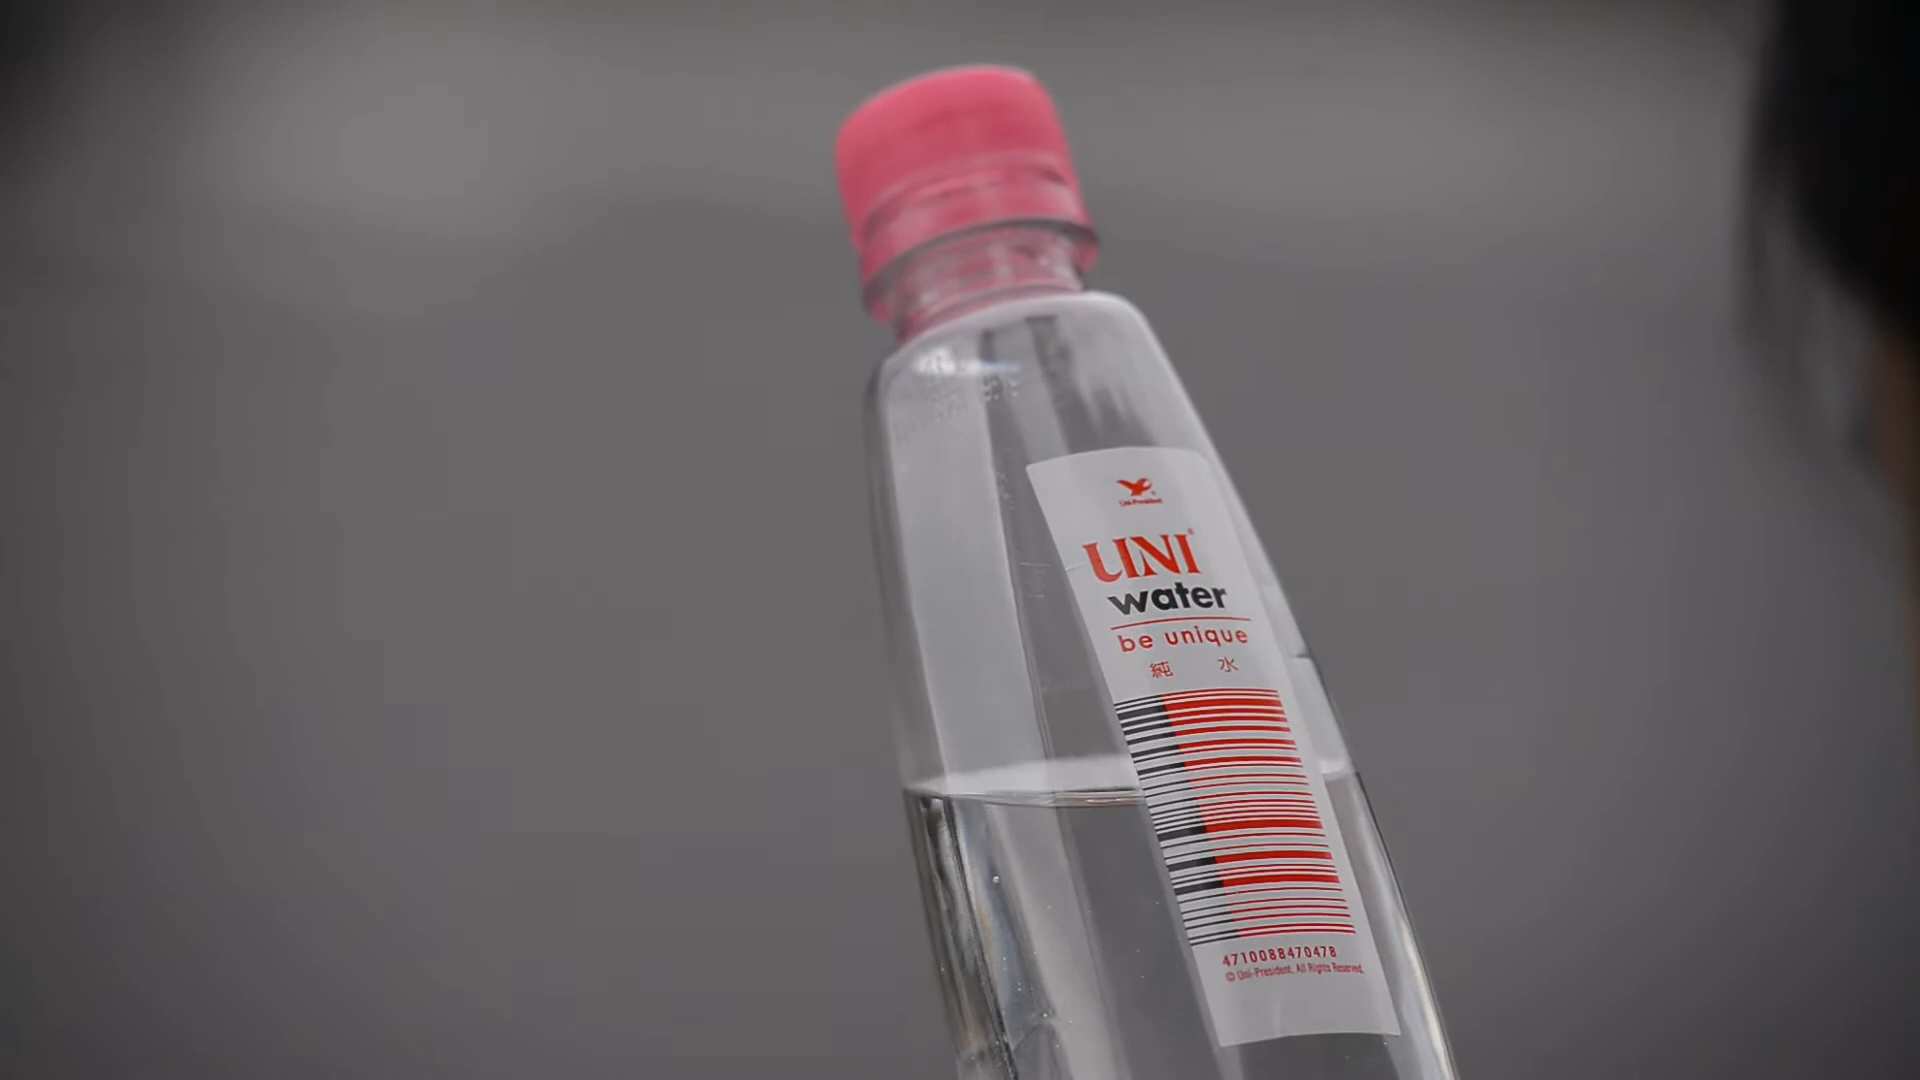 Uni-President
UNI®
water
be unique
純 水
4710088470478
© Uni-President. All Rights Reserved.